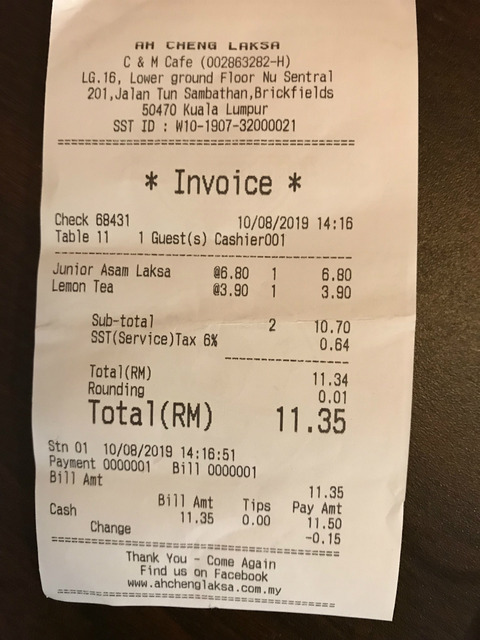 AH CHENG LAKSA
C & M Cafe (002863282-H)
LG.16, Lower ground Floor Nu Sentral
201,Jalan Tun Sambathan,Brickfields
50470 Kuala Lumpur
SST ID : W10-1907-32000021
* Invoice *
Check 68431 10/08/2019 14:16
Table 11 1 Guest(s) Cashier001
Junior Asam Laksa @6.80 1 6.80
Lemon Tea @3.90 1 3.90
Sub-total 2 10.70
SST(Service)Tax 6% 0.64
Total(RM) 11.34
Rounding 0.01
Total(RM) 11.35
Stn 01 10/08/2019 14:16:51
Payment 0000001 Bill 0000001
Bill Amt 11.35
Bill Amt Tips Pay Amt
Cash 11.35 0.00 11.50
Change -0.15
Thank You - Come Again
Find us on Facebook
www.ahchenglaksa.com.my